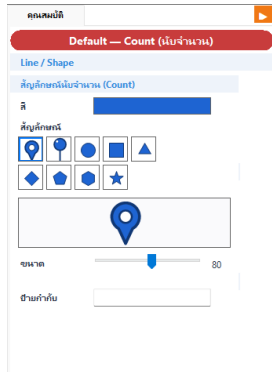 คุณสมบัติ
Default — Count (นับจำนวน)
Line / Shape
สัญลักษณ์นับจำนวน (Count)
สี
สัญลักษณ์
ขนาด
80
ป้ายกำกับ